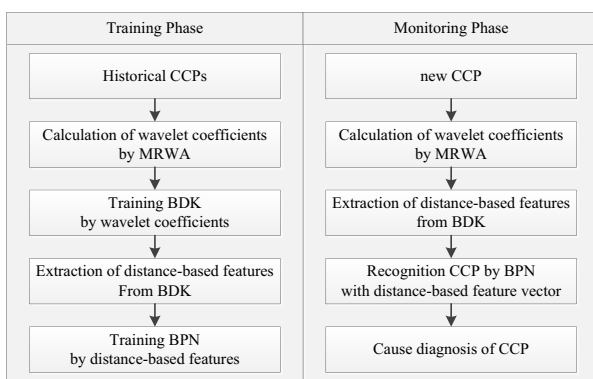 Training Phase
Historical CCPs
Calculation of wavelet coefficients
by MRWA
Training BDK
by wavelet coefficients
Extraction of distance-based features
From BDK
Training BPN
by distance-based features
Monitoring Phase
new CCP
Calculation of wavelet coefficients
by MRWA
Extraction of distance-based features
from BDK
Recognition CCP by BPN
with distance-based feature vector
Cause diagnosis of CCP